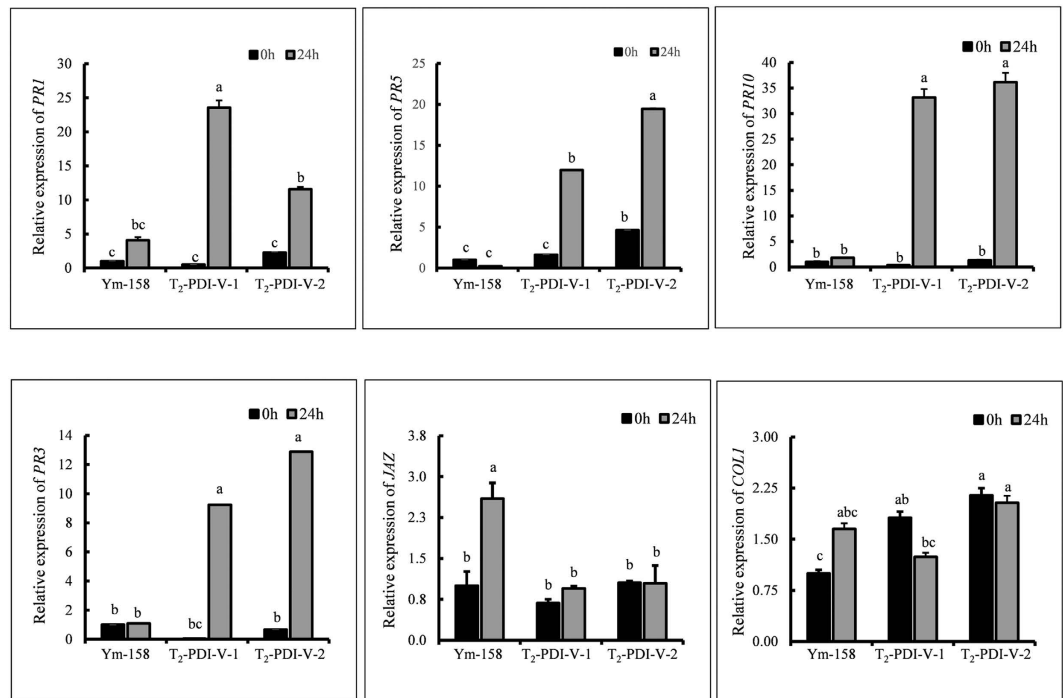 0h 24h
Relative expression of PR1
30
25
20
15
10
5
0
c bc c a c b
Ym-158 T₂-PDI-V-1 T₂-PDI-V-2
0h 24h
Relative expression of PR5
25
20
15
10
5
0
c c c b b a
Ym-158 T₂-PDI-V-1 T₂-PDI-V-2
0h 24h
Relative expression of PR10
40
35
30
25
20
15
10
5
0
b b b a b a
Ym-158 T₂-PDI-V-1 T₂-PDI-V-2
0h 24h
Relative expression of PR3
14
12
10
8
6
4
2
0
b b bc a b a
Ym-158 T₂-PDI-V-1 T₂-PDI-V-2
0h 24h
Relative expression of JAZ
3.8
3.0
2.3
1.5
0.8
0.0
b a b b b b
Ym-158 T₂-PDI-V-1 T₂-PDI-V-2
0h 24h
Relative expression of COL1
3.00
2.25
1.50
0.75
0.00
c abc ab bc a a
Ym-158 T₂-PDI-V-1 T₂-PDI-V-2